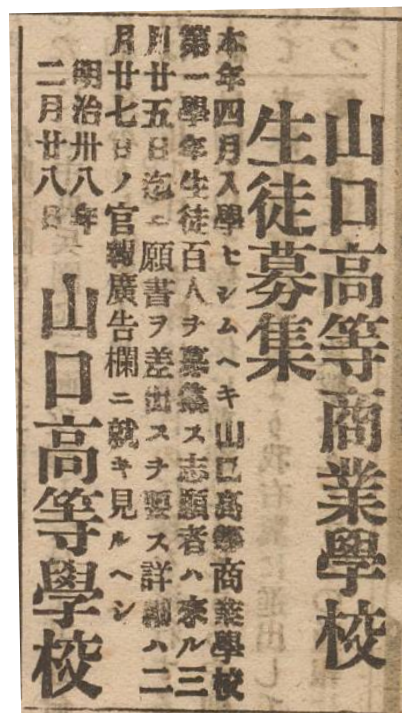 山口高等商業學校
生徒募集
本年四月入學セシムヘキ山口高等商業學校
第一學年生徒百人ヲ募集ス志願者ハ來ル三
月廿五日迄ニ願書ヲ差出スヲ要ス詳細ハ二
月廿七日ノ官報廣告欄ニ就キ見ルヘシ
明治卅八年
二月廿八日
山口高等學校